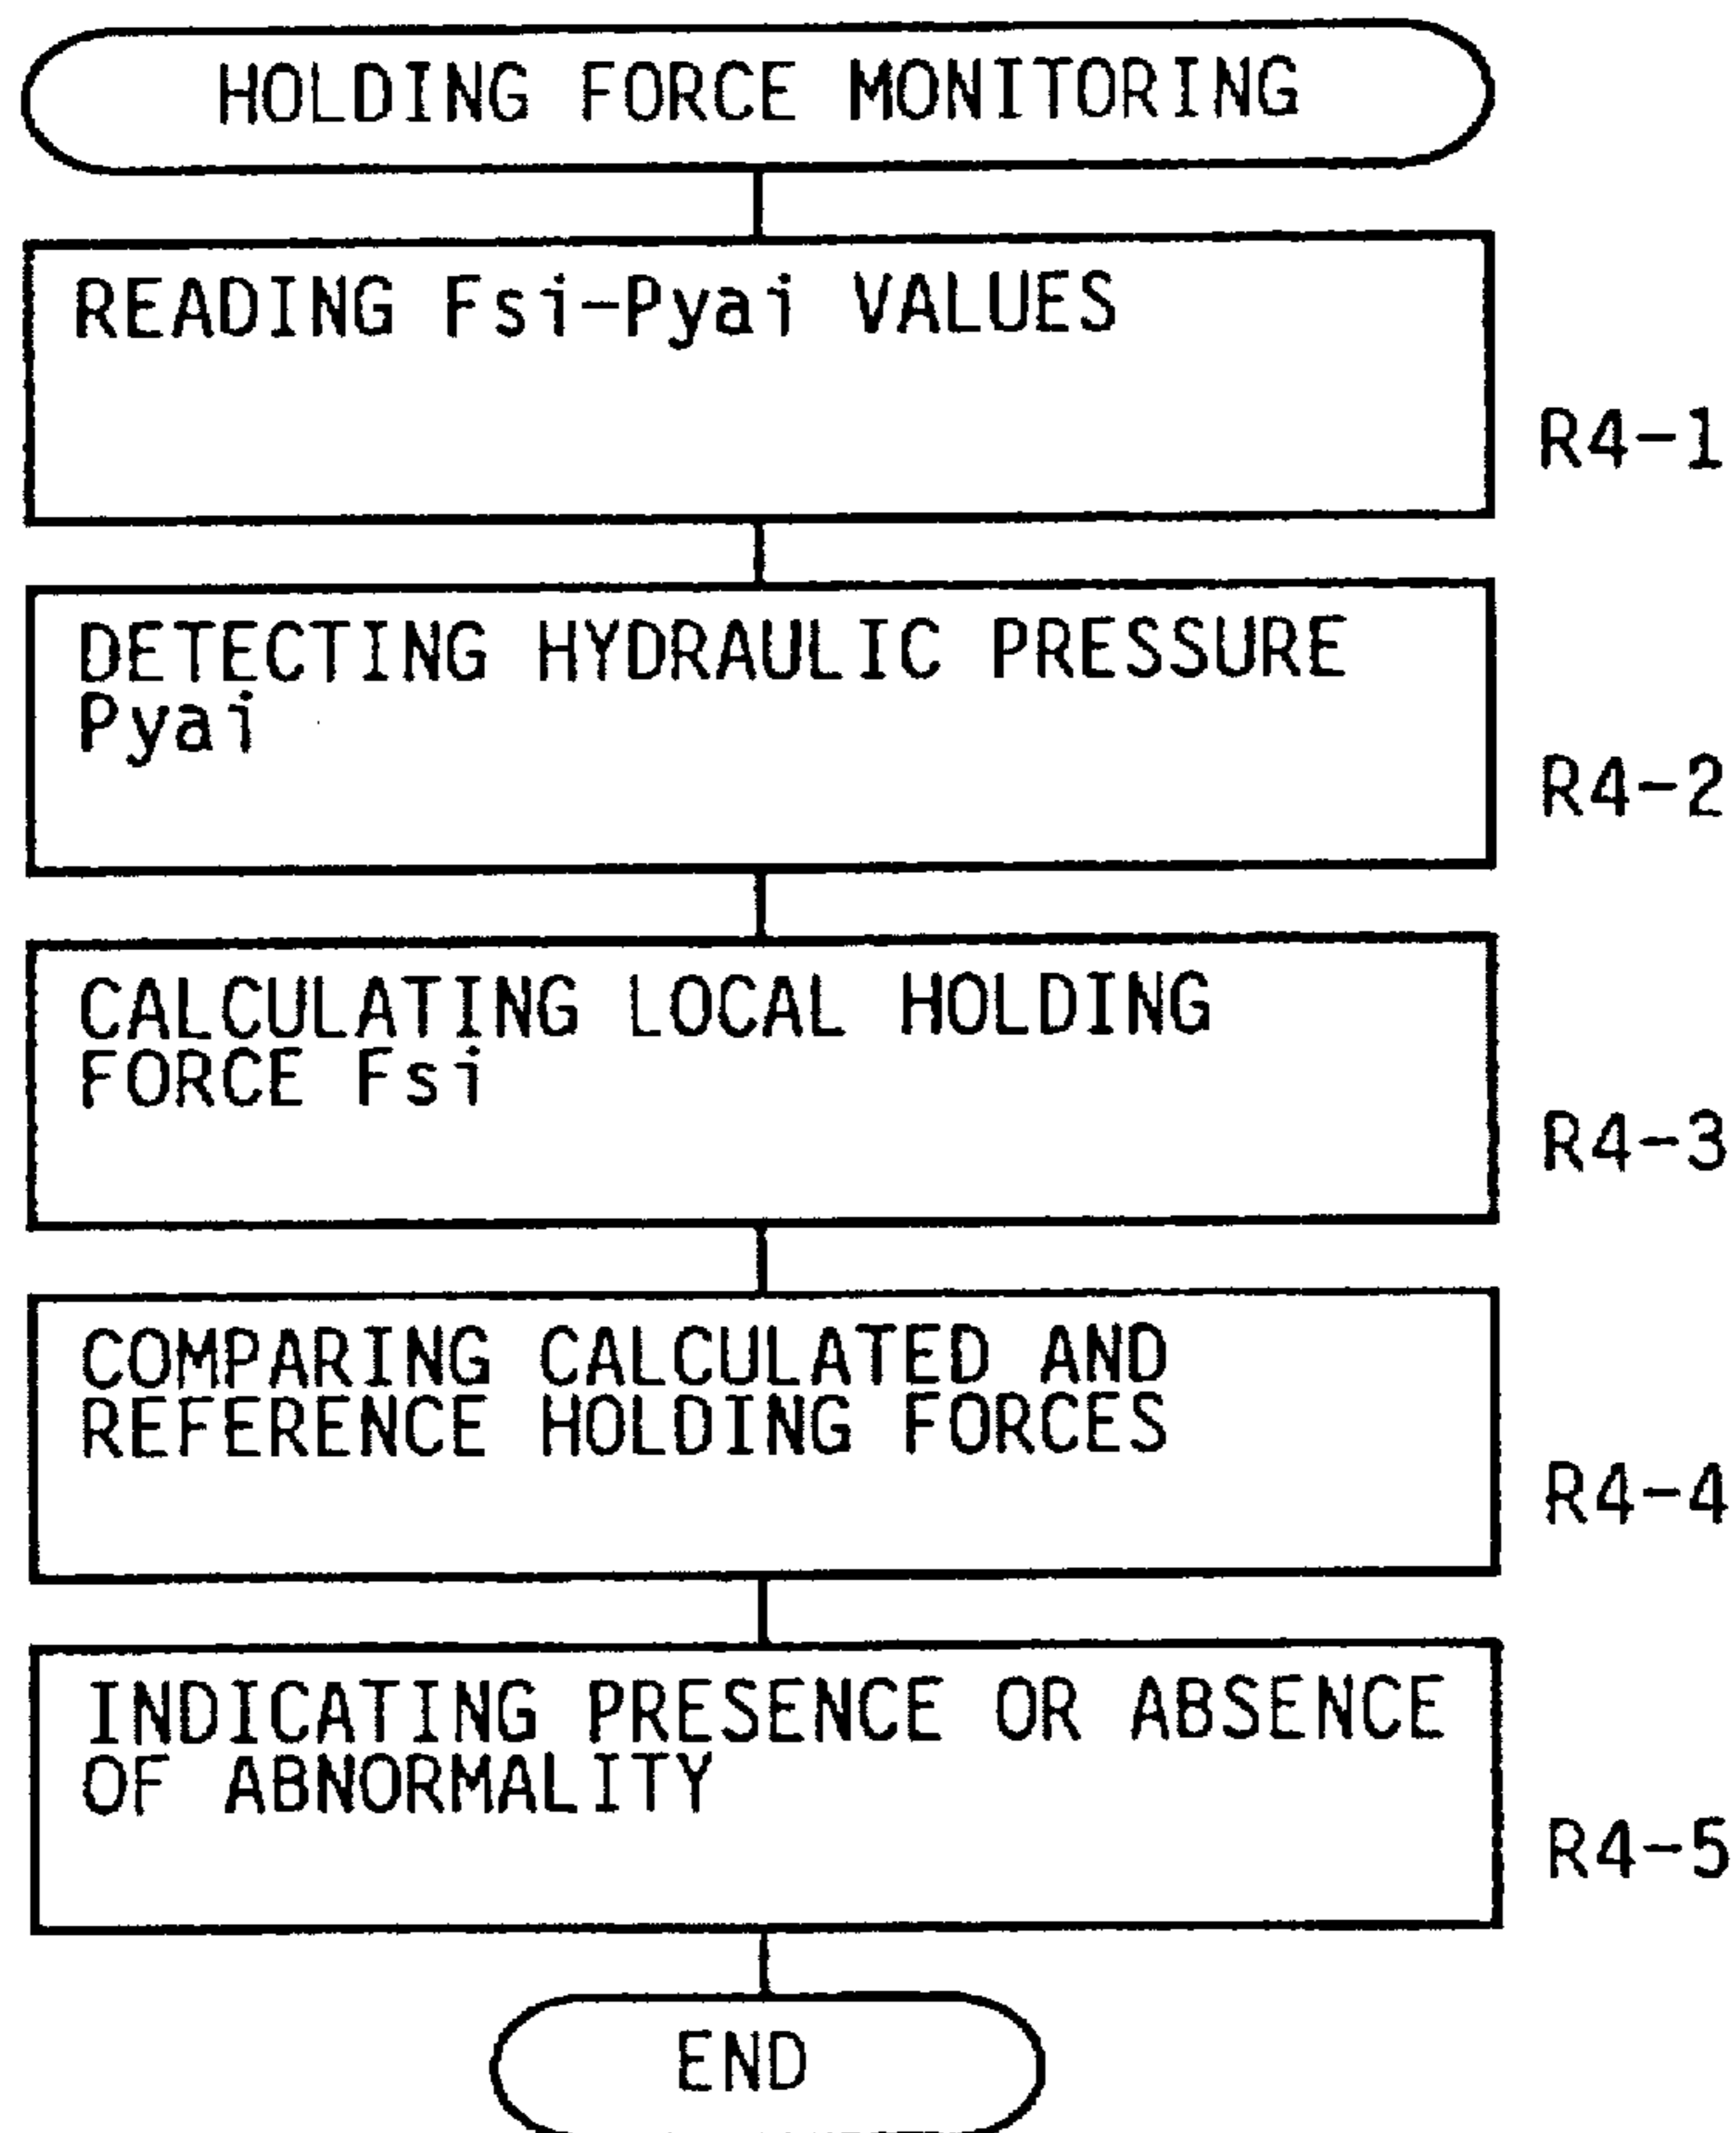 HOLDING FORCE MONITORING
READING Fsi-Pyai VALUES
R4-1
DETECTING HYDRAULIC PRESSURE
Pyai
R4-2
CALCULATING LOCAL HOLDING
FORCE Fsi
R4-3
COMPARING CALCULATED AND
REFERENCE HOLDING FORCES
R4-4
INDICATING PRESENCE OR ABSENCE
OF ABNORMALITY
R4-5
END